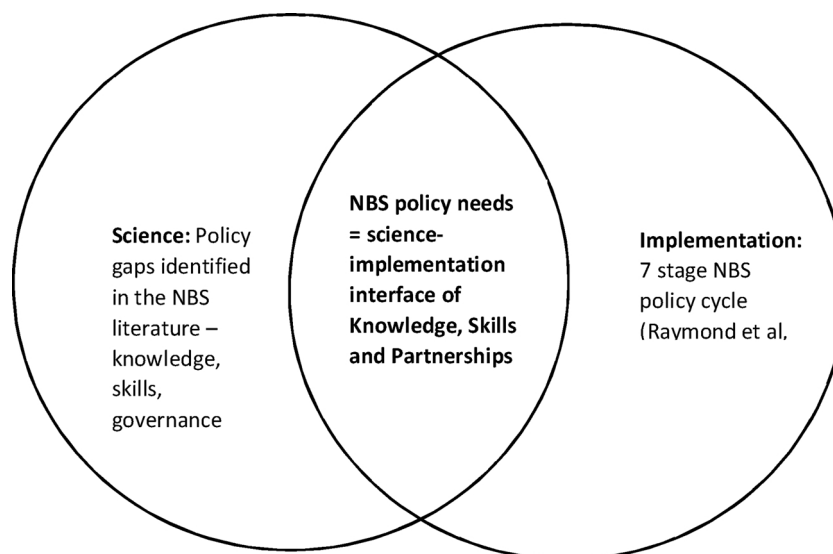 Science: Policy
gaps identified
in the NBS
literature –
knowledge,
skills,
governance
NBS policy needs
= science-
implementation
interface of
Knowledge, Skills
and Partnerships
Implementation:
7 stage NBS
policy cycle
(Raymond et al,